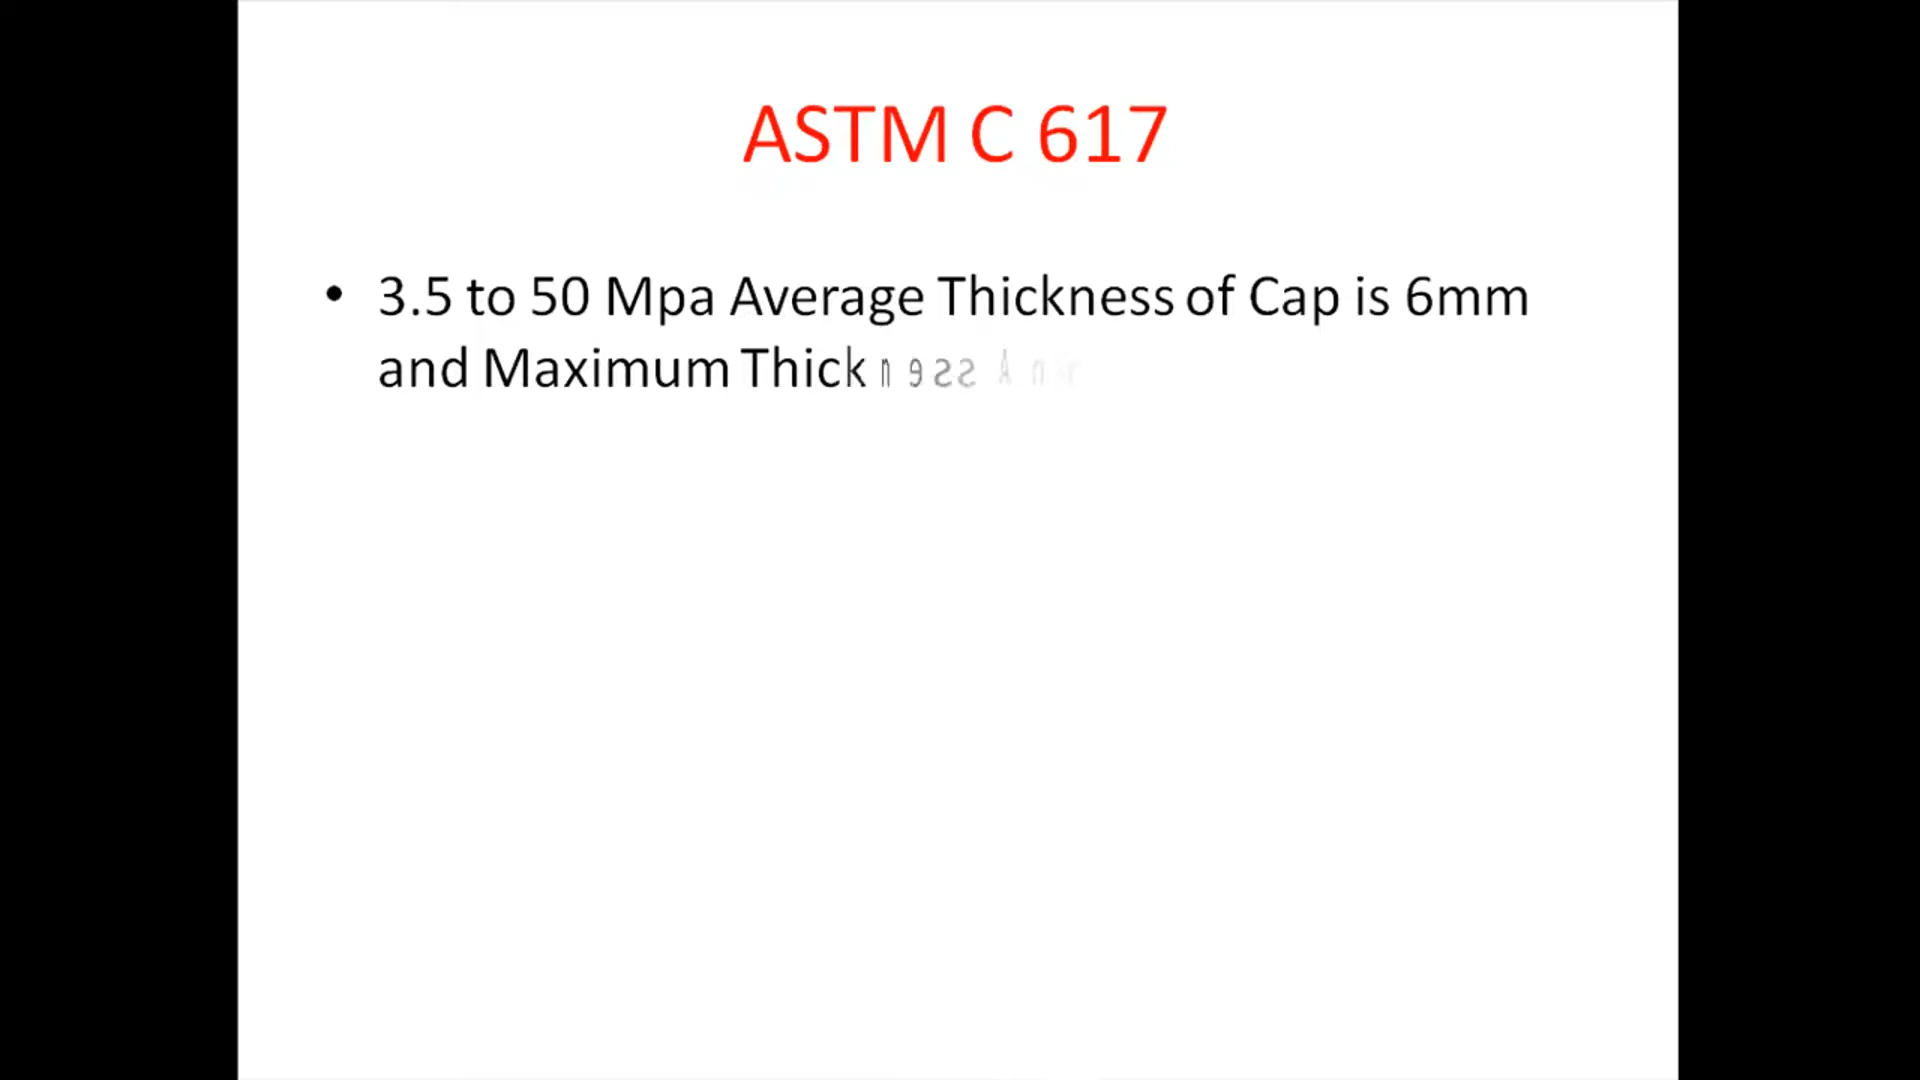 ASTM C 617
• 3.5 to 50 Mpa Average Thickness of Cap is 6mm
and Maximum Thickness